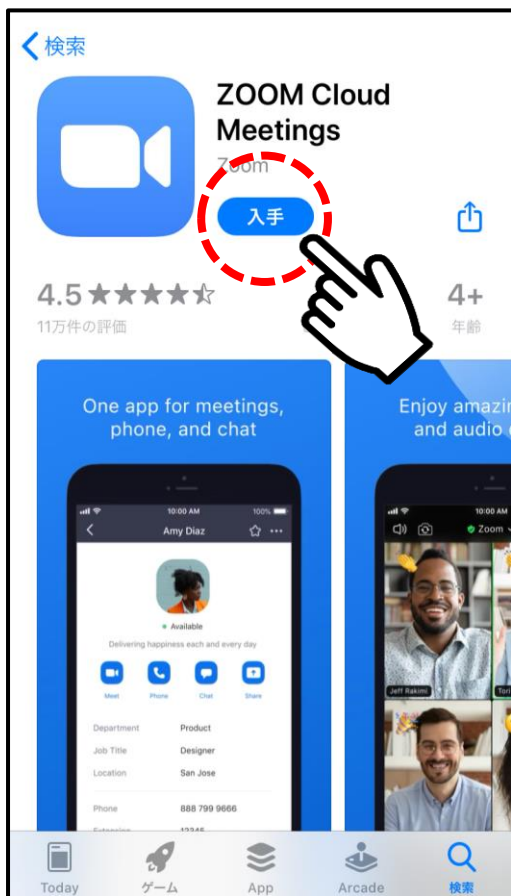 検索
ZOOM Cloud
Meetings
Zoom
入手
4.5
11万件の評価
4+
年齢
One app for meetings,
phone, and chat
10:00 AM
100%
Amy Diaz
Available
Delivering happiness each and every day
Meet
Phone
Chat
Share
Department
Product
Job Title
Designer
Location
San Jose
Phone
888 799 9666
Extension
12345
Enjoy
and audio
10:00 AM
Zoom
Jeff Rakimi
Tori
Today
ゲーム
App
Arcade
検索